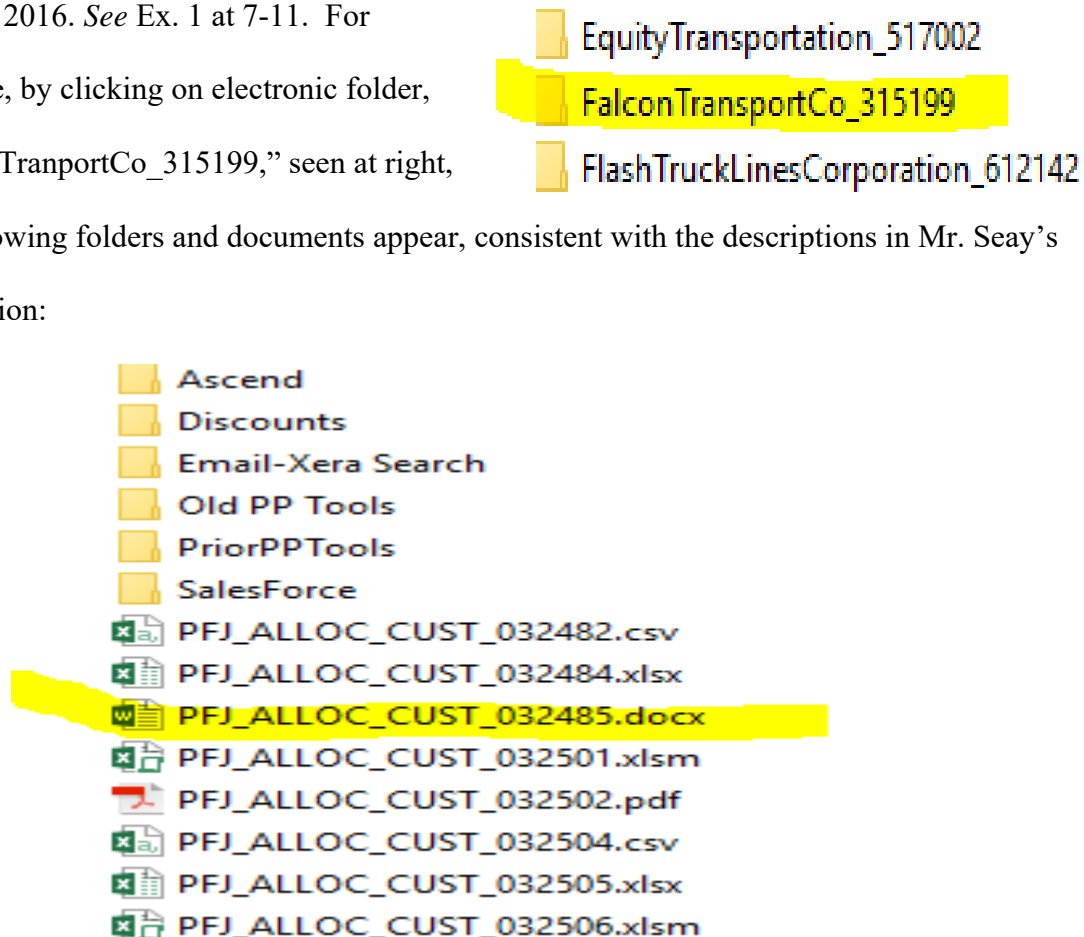 2016. See Ex. 1 at 7-11. For
e, by clicking on electronic folder,
TranportCo_315199,” seen at right,
EquityTransportation_517002
FalconTransportCo_315199
FlashTruckLinesCorporation_612142
owing folders and documents appear, consistent with the descriptions in Mr. Seay’s
ion:
Ascend
Discounts
Email-Xera Search
Old PP Tools
PriorPPTools
SalesForce
PFJ_ALLOC_CUST_032482.csv
PFJ_ALLOC_CUST_032484.xlsx
PFJ_ALLOC_CUST_032485.docx
PFJ_ALLOC_CUST_032501.xlsm
PFJ_ALLOC_CUST_032502.pdf
PFJ_ALLOC_CUST_032504.csv
PFJ_ALLOC_CUST_032505.xlsx
PFJ_ALLOC_CUST_032506.xlsm